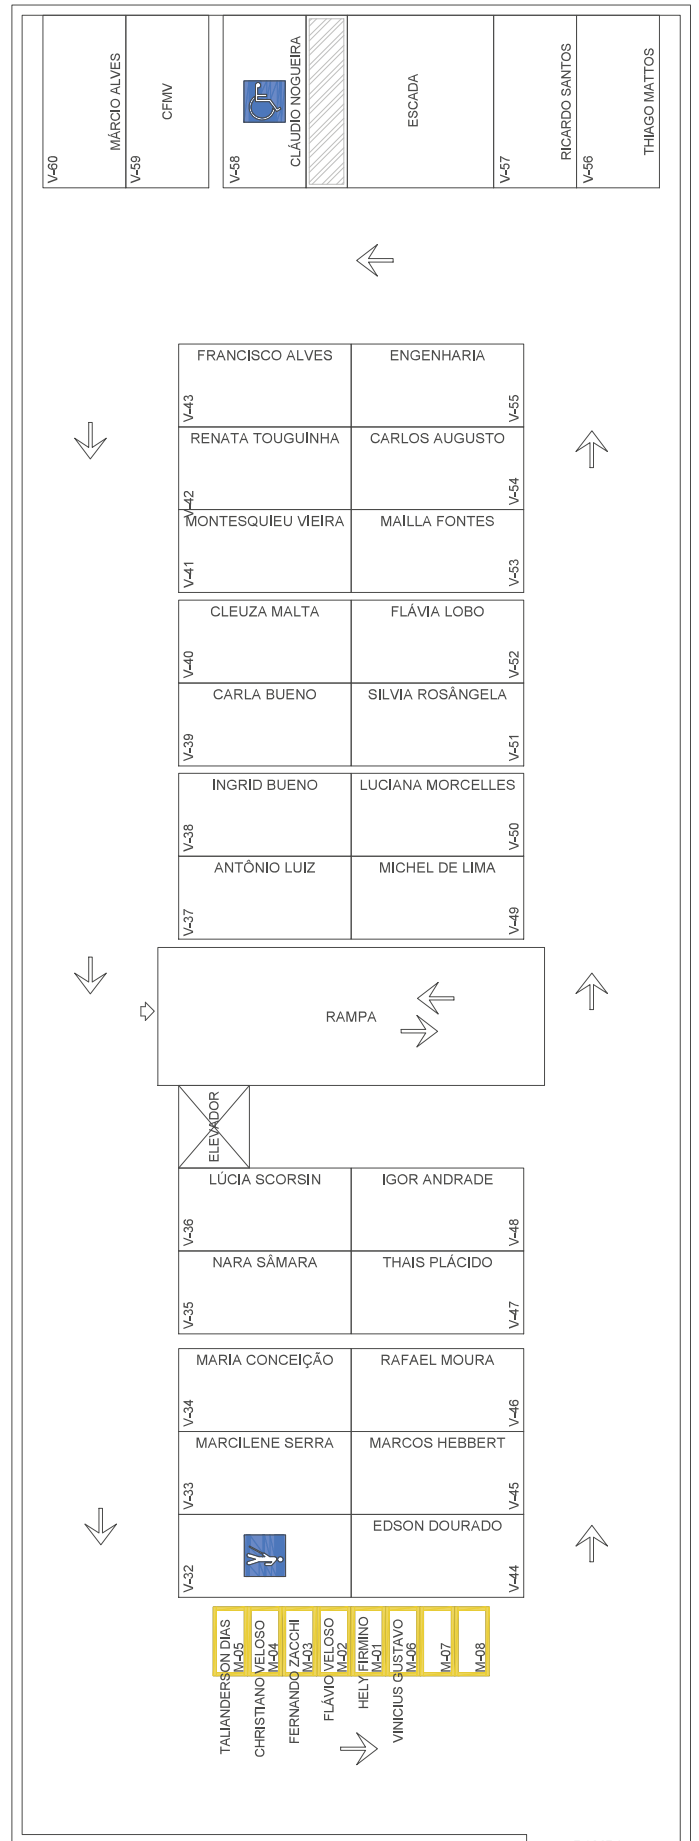 V-60
MÁRCIO ALVES
V-59
CFMV
V-58
CLÁUDIO NOGUEIRA
ESCADA
V-57
RICARDO SANTOS
V-56
THIAGO MATTOS
FRANCISCO ALVES
V-43
ENGENHARIA
V-55
RENATA TOUGUINHA
V-42
CARLOS AUGUSTO
V-54
MONTESQUIEU VIEIRA
V-41
MAILLA FONTES
V-53
CLEUZA MALTA
V-40
FLÁVIA LOBO
V-52
CARLA BUENO
V-39
SILVIA ROSÂNGELA
V-51
INGRID BUENO
V-38
LUCIANA MORCELLES
V-50
ANTÔNIO LUIZ
V-37
MICHEL DE LIMA
V-49
RAMPA
ELEVADOR
LÚCIA SCORSIN
V-36
IGOR ANDRADE
V-48
NARA SÂMARA
V-35
THAIS PLÁCIDO
V-47
MARIA CONCEIÇÃO
V-34
RAFAEL MOURA
V-46
MARCILENE SERRA
V-33
MARCOS HEBBERT
V-45
V-32
EDSON DOURADO
V-44
TALIANDERSON DIAS
M-05
CHRISTIANO VELOSO
M-04
FERNANDO ZACCHI
M-03
FLÁVIO VELOSO
M-02
HELY FIRMINO
M-01
VINICIUS GUSTAVO
M-06
M-07
M-08